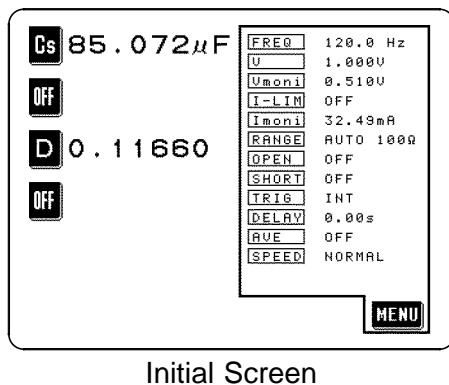 Cs 85.072μF
OFF
D 0.11660
OFF
FREQ 120.0 Hz
V 1.000V
Vmoni 0.510V
I-LIM OFF
Imoni 32.49mA
RANGE AUTO 100Ω
OPEN OFF
SHORT OFF
TRIG INT
DELAY 0.00s
AVE OFF
SPEED NORMAL
MENU
Initial Screen